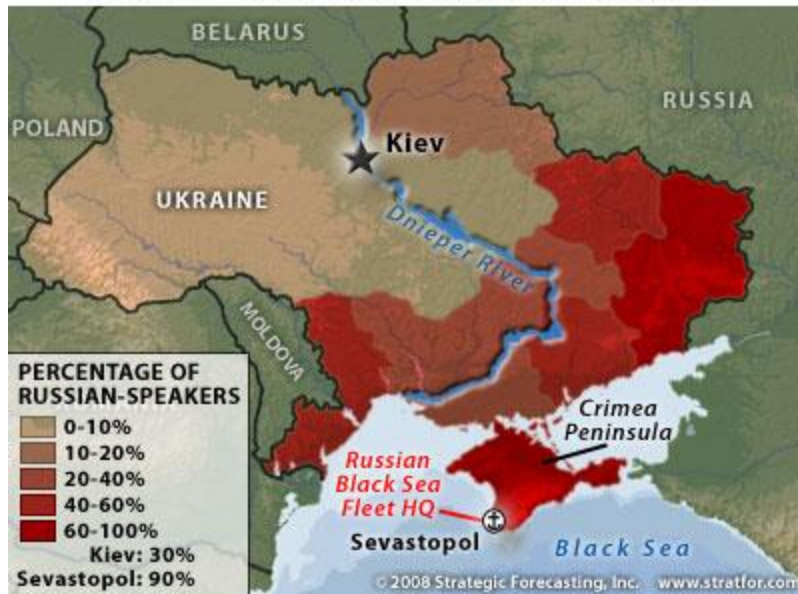 BELARUS
POLAND
RUSSIA
Kiev
UKRAINE
Dnieper River
MOLDOVA
PERCENTAGE OF
RUSSIAN-SPEAKERS
0-10%
10-20%
20-40%
40-60%
60-100%
Kiev: 30%
Sevastopol: 90%
Crimea
Peninsula
Russian
Black Sea
Fleet HQ
Sevastopol
Black Sea
© 2008 Strategic Forecasting, Inc. www.stratfor.com